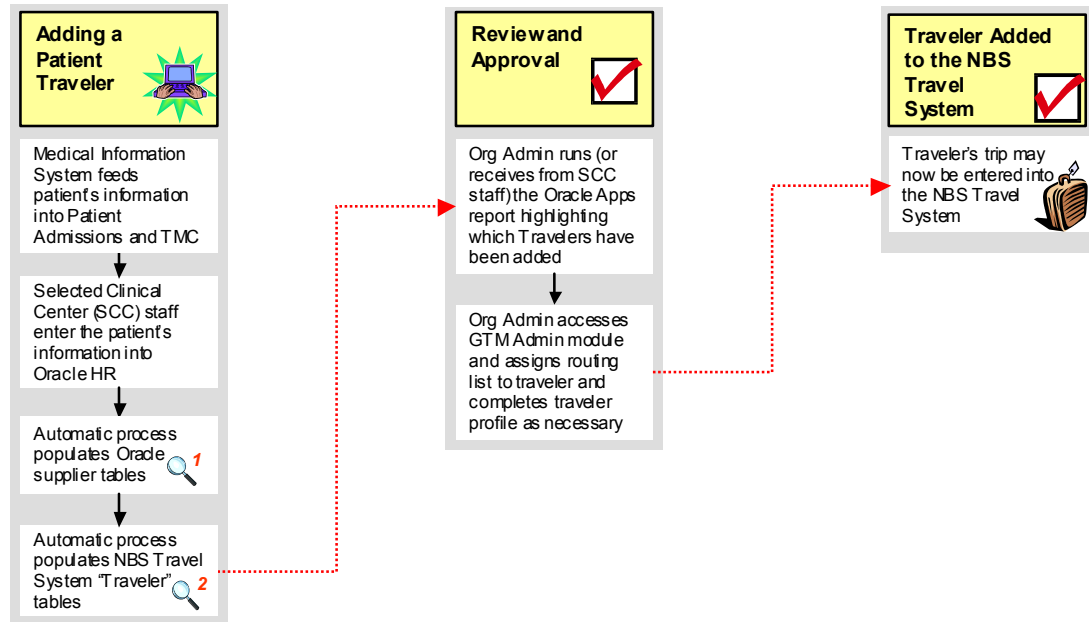 Adding a
Patient
Traveler
Medical Information
System feeds
patient's information
into Patient
Admissions and TMC
Selected Clinical
Center (SCC) staff
enter the patient's
information into
Oracle HR
Automatic process
populates Oracle
supplier tables
1
Automatic process
populates NBS Travel
System "Traveler"
tables
2
Review and
Approval
Org Admin runs (or
receives from SCC
staff) the Oracle Apps
report highlighting
which Travelers have
been added
Org Admin accesses
GTM Admin module
and assigns routing
list to traveler and
completes traveler
profile as necessary
Traveler Added
to the NBS
Travel
System
Traveler's trip may
now be entered into
the NBS Travel
System